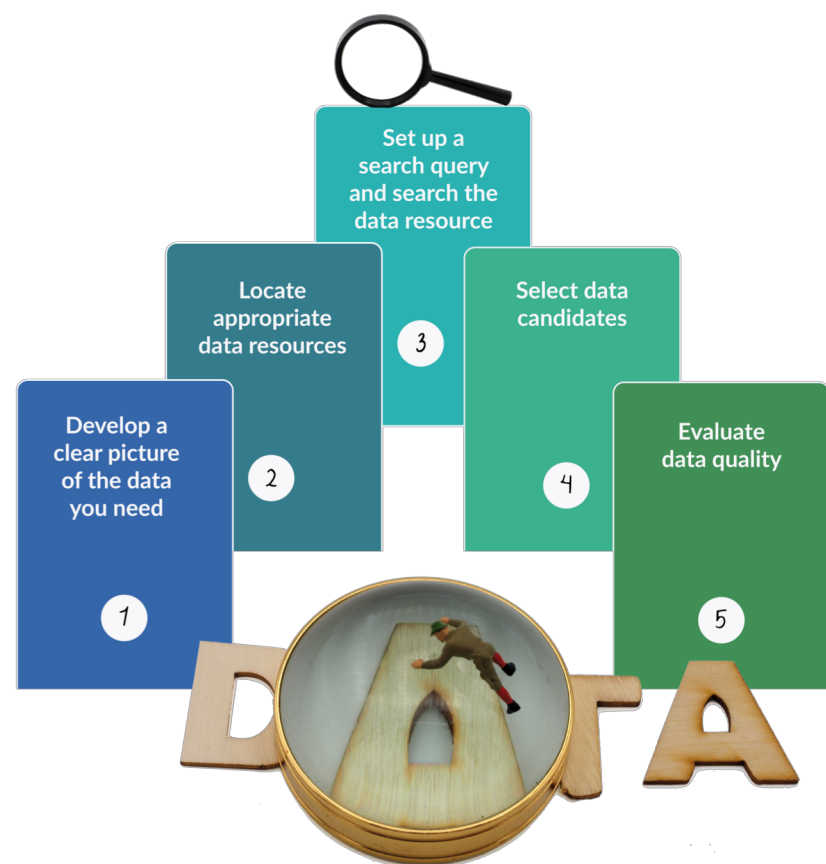 Develop a
clear picture
of the data
you need
1
Locate
appropriate
data resources
2
Set up a
search query
and search the
data resource
3
Select data
candidates
4
Evaluate
data quality
5
DATA